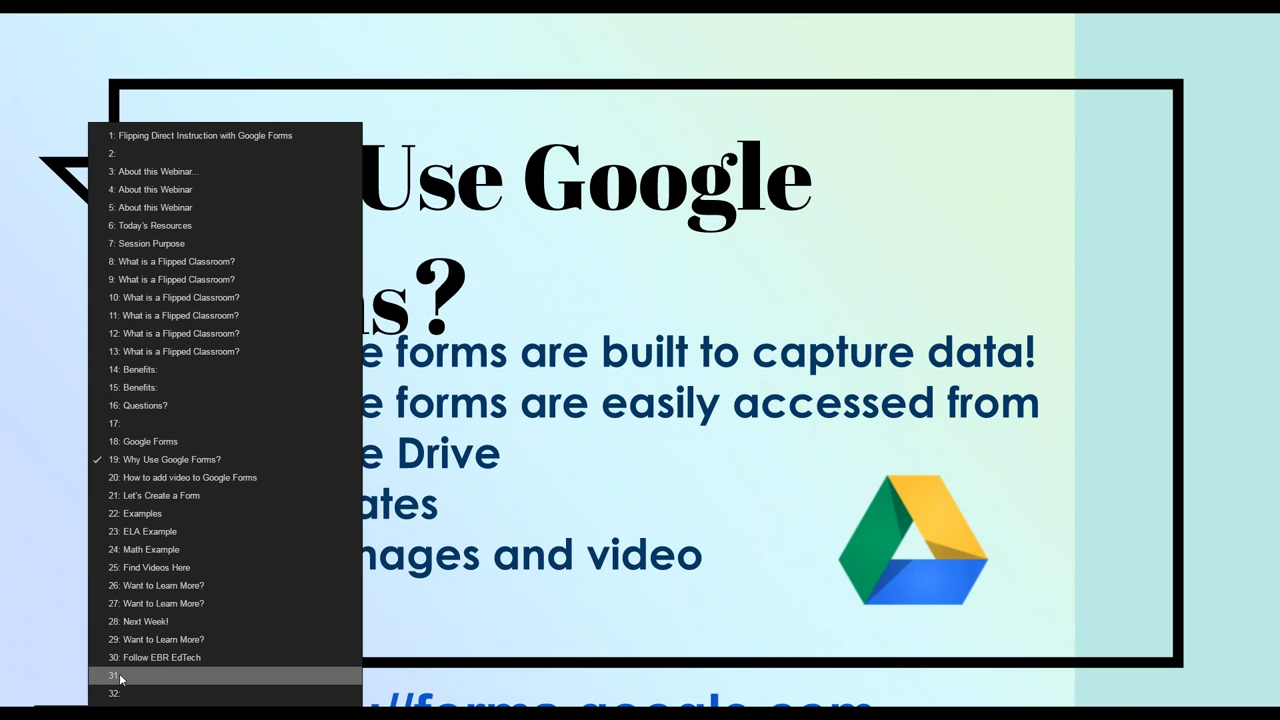 Use Google
s?
e forms are built to capture data!
e forms are easily accessed from
e Drive
ates
nages and video
//forms.google.com
1: Flipping Direct Instruction with Google Forms
2:
3: About this Webinar...
4: About this Webinar
5: About this Webinar
6: Today's Resources
7: Session Purpose
8: What is a Flipped Classroom?
9: What is a Flipped Classroom?
10: What is a Flipped Classroom?
11: What is a Flipped Classroom?
12: What is a Flipped Classroom?
13: What is a Flipped Classroom?
14: Benefits:
15: Benefits:
16: Questions?
17:
18: Google Forms
19: Why Use Google Forms?
20: How to add video to Google Forms
21: Let's Create a Form
22: Examples
23: ELA Example
24: Math Example
25: Find Videos Here
26: Want to Learn More?
27: Want to Learn More?
28: Next Week!
29: Want to Learn More?
30: Follow EBR EdTech
31:
32: